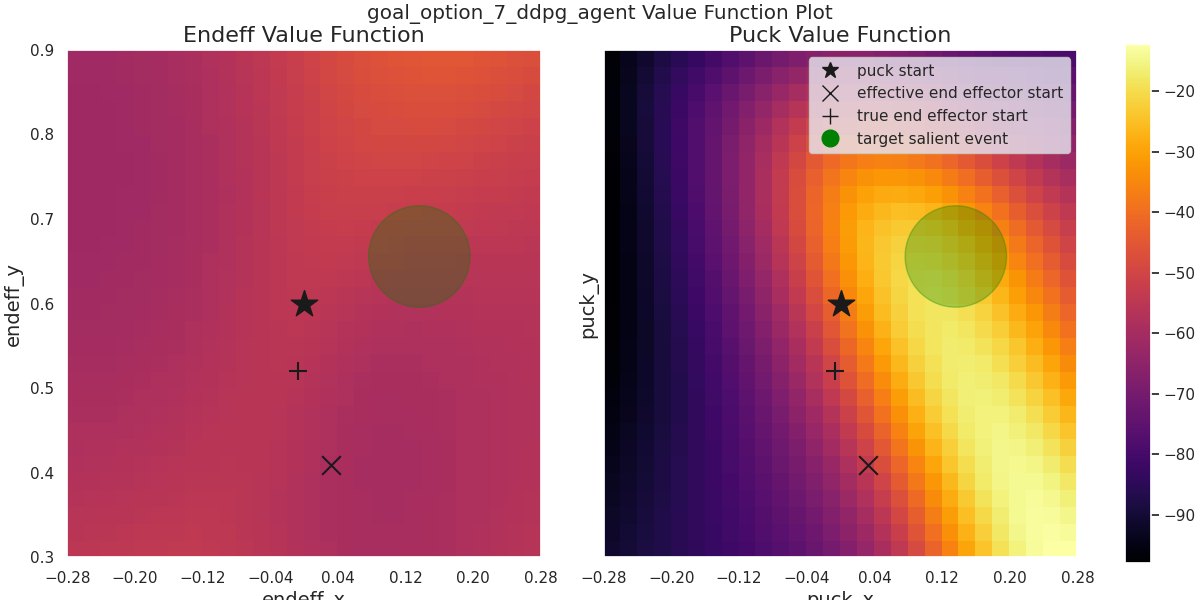 goal_option_7_ddpg_agent Value Function Plot
Endeff Value Function
Puck Value Function
puck start
effective end effector start
true end effector start
target salient event
0.9
0.8
0.7
0.6
0.5
0.4
0.3
endeff_y
−0.28 −0.20 −0.12 −0.04 0.04 0.12 0.20 0.28
endeff_x
puck_y
−0.28 −0.20 −0.12 −0.04 0.04 0.12 0.20 0.28
puck_x
−20
−30
−40
−50
−60
−70
−80
−90